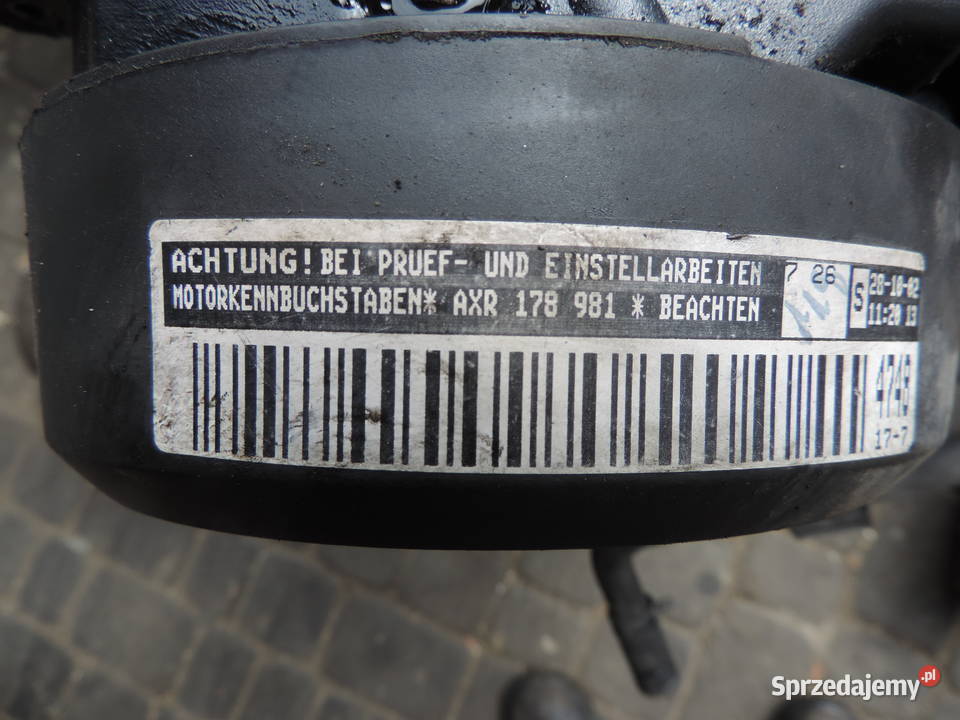 ACHTUNG! BEI PRUEF- UND EINSTELLARBEITEN
MOTORKENNBUCHSTABEN* AXR 178 981 * BEACHTEN
7 26
S
28-10-02
11:20 13
4748
17-7
Sprzedajemy.pl